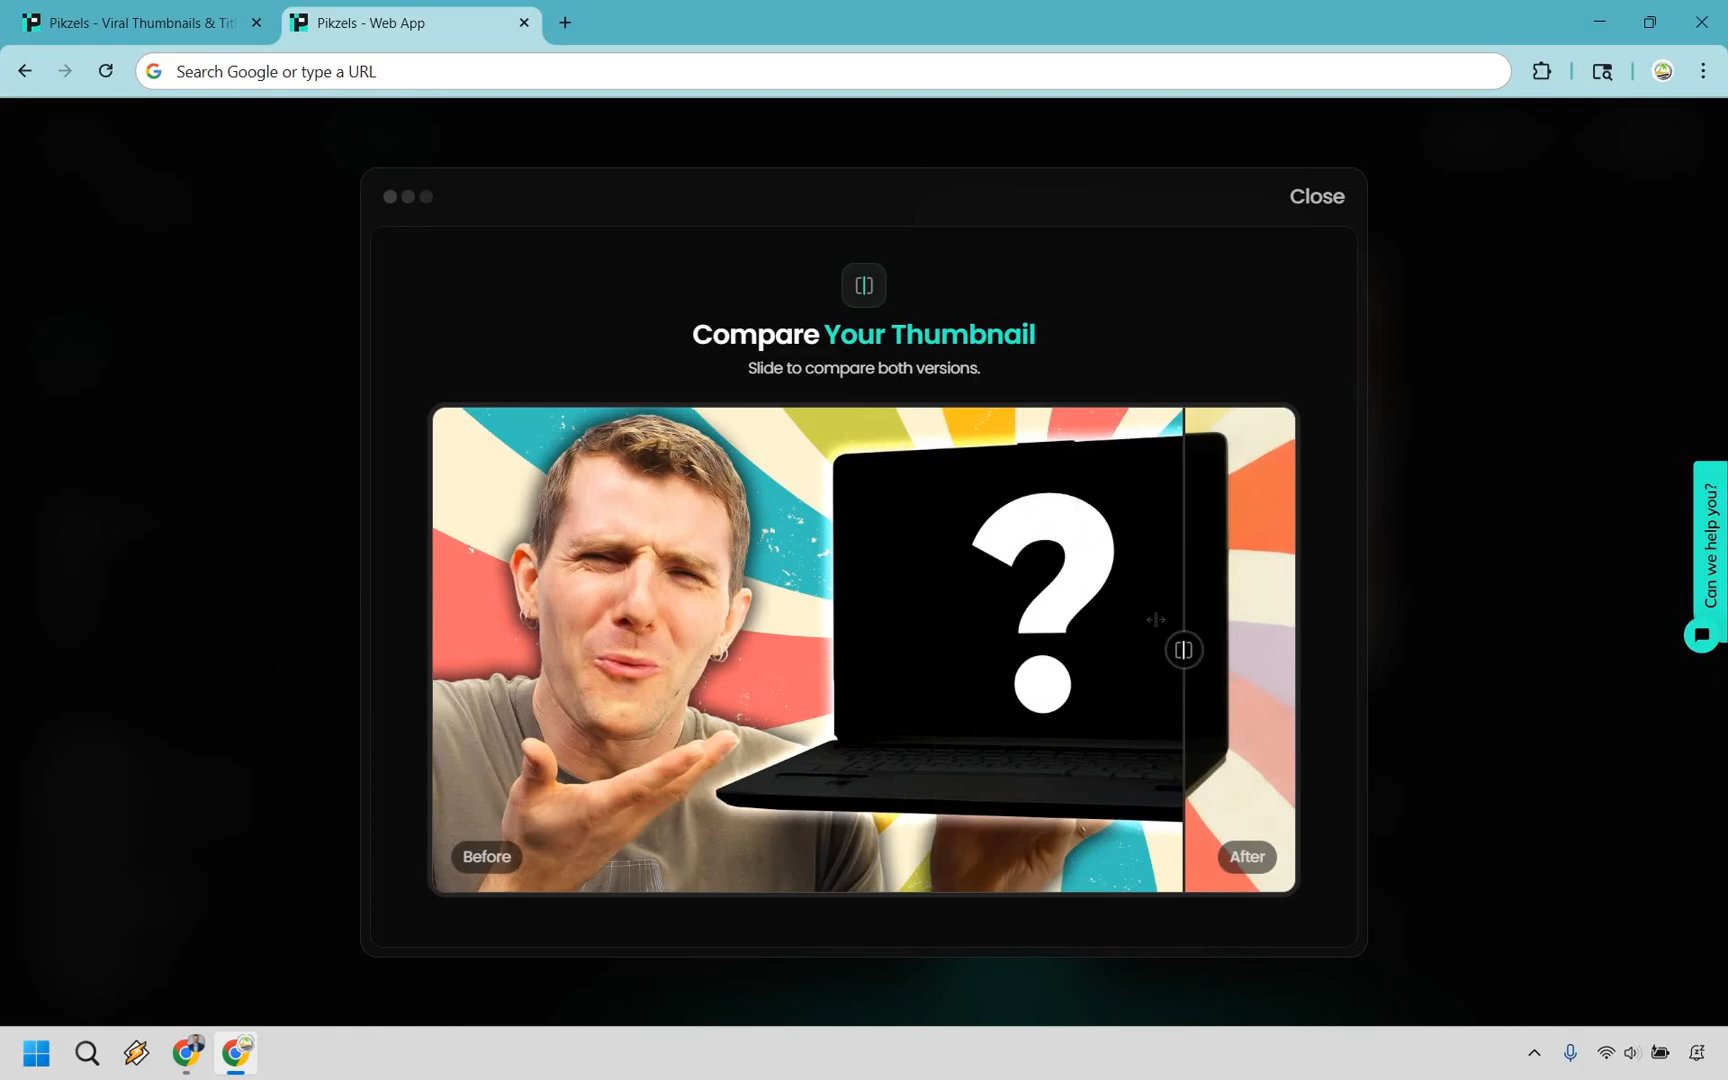 Pikzels - Viral Thumbnails & Tit
Pikzels - Web App
Search Google or type a URL
Close
Compare Your Thumbnail
Slide to compare both versions.
?
Before
After
Can we help you?